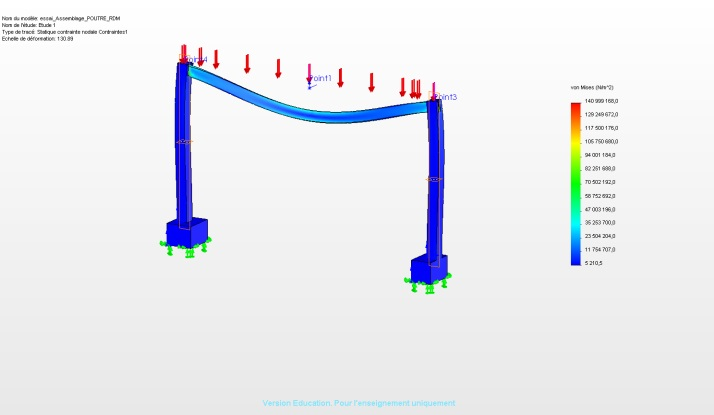 Nom du modèle: essai_Assemblage_POUTRE_RDM
Nom de l'étude: Etude 1
Type de tracé: Statique contrainte nodale Contraintes1
Echelle de déformation: 130.89
Point1
Point3
von Mises (N/m^2)
140 999 168,0
129 249 672,0
117 500 176,0
105 750 680,0
94 001 184,0
82 251 688,0
70 502 192,0
58 752 692,0
47 003 196,0
35 253 700,0
23 504 204,0
11 754 707,0
5 210,5
Version Education. Pour l'enseignement uniquement.